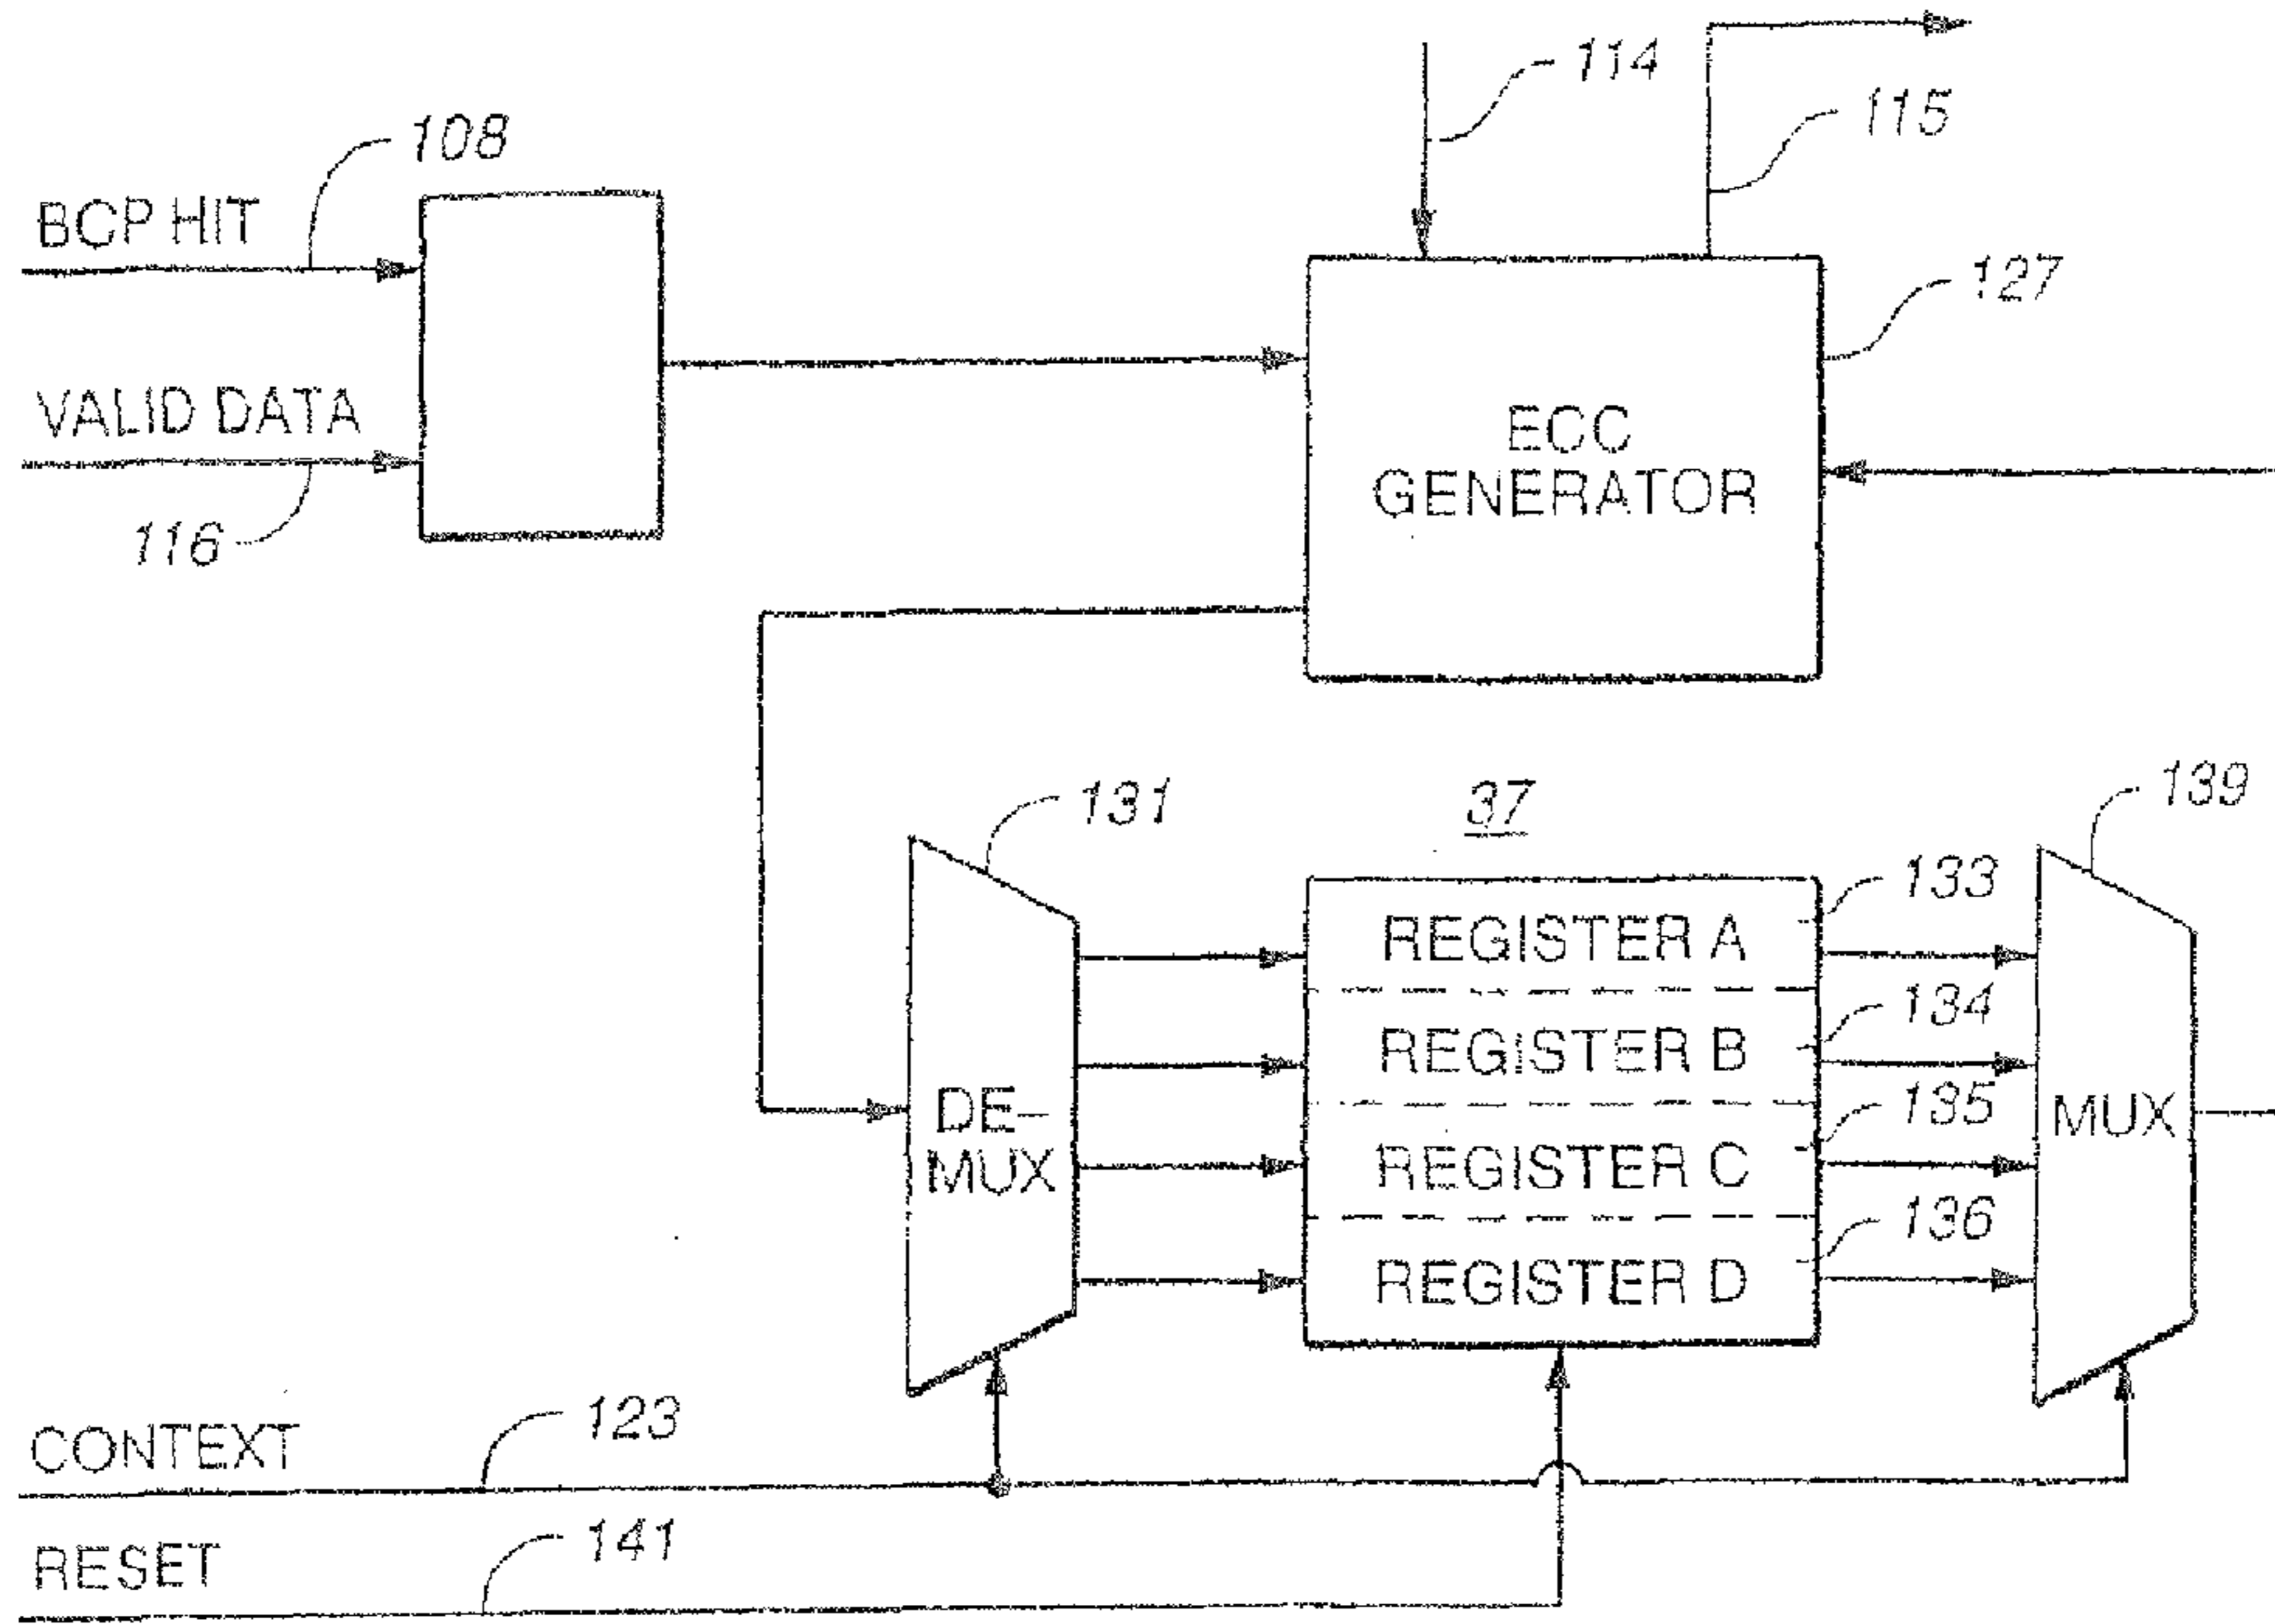 114
115
108
BCP HIT
127
VALID DATA
ECC
GENERATOR
116
131
37
139
133
REGISTER A
134
REGISTER B
DE-
MUX
135
MUX
REGISTER C
136
REGISTER D
CONTEXT
123
RESET
141